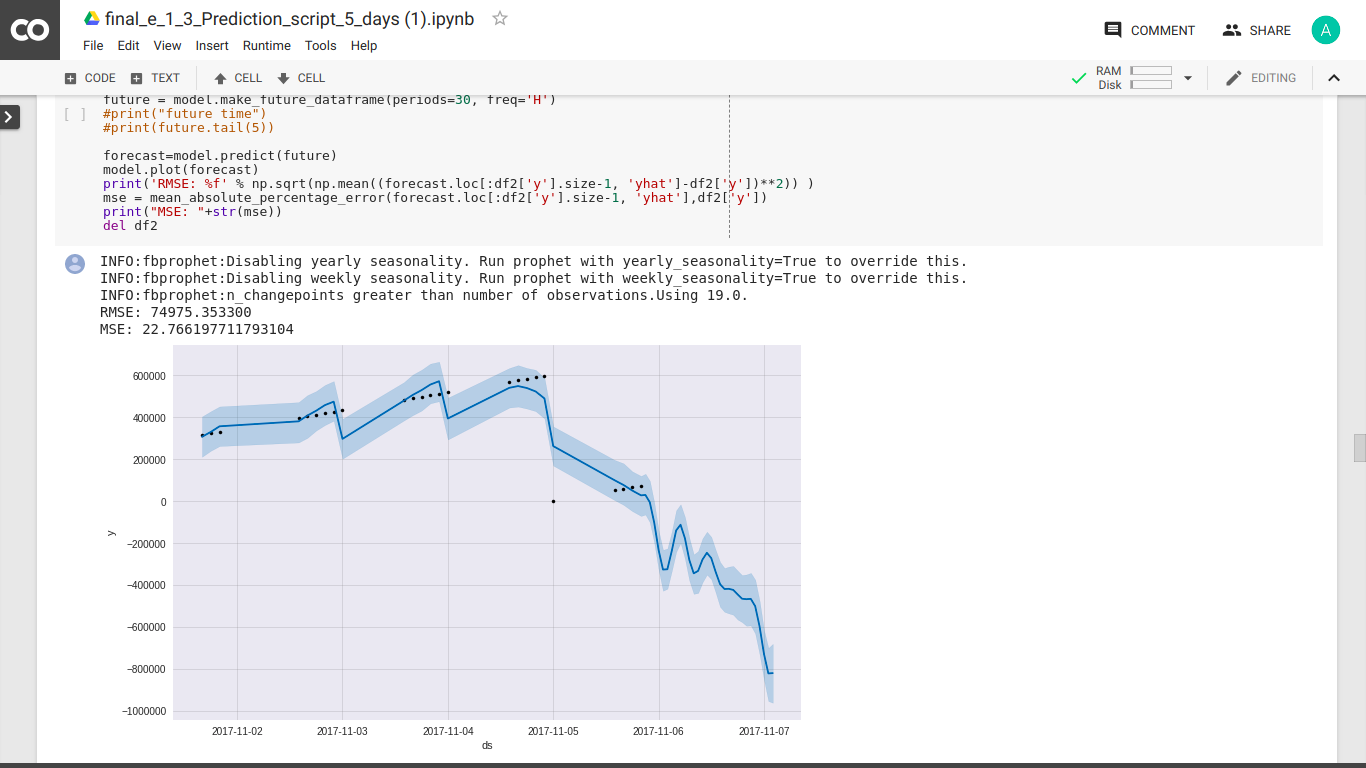 final_e_1_3_Prediction_script_5_days (1).ipynb
COMMENT
SHARE
A
File Edit View Insert Runtime Tools Help
CODE TEXT CELL CELL
RAM
Disk
EDITING
future = model.make_future_dataframe(periods=30, freq='H')
[ ] #print("future time")
#print(future.tail(5))
forecast=model.predict(future)
model.plot(forecast)
print('RMSE: %f' % np.sqrt(np.mean((forecast.loc[:df2['y'].size-1, 'yhat']-df2['y'])**2)) )
mse = mean_absolute_percentage_error(forecast.loc[:df2['y'].size-1, 'yhat'],df2['y'])
print("MSE: "+str(mse))
del df2
INFO:fbprophet:Disabling yearly seasonality. Run prophet with yearly_seasonality=True to override this.
INFO:fbprophet:Disabling weekly seasonality. Run prophet with weekly_seasonality=True to override this.
INFO:fbprophet:n_changepoints greater than number of observations.Using 19.0.
RMSE: 74975.353300
MSE: 22.766197711793104
600000
400000
200000
0
−200000
−400000
−600000
−800000
−1000000
y
2017-11-02 2017-11-03 2017-11-04 2017-11-05 2017-11-06 2017-11-07
ds